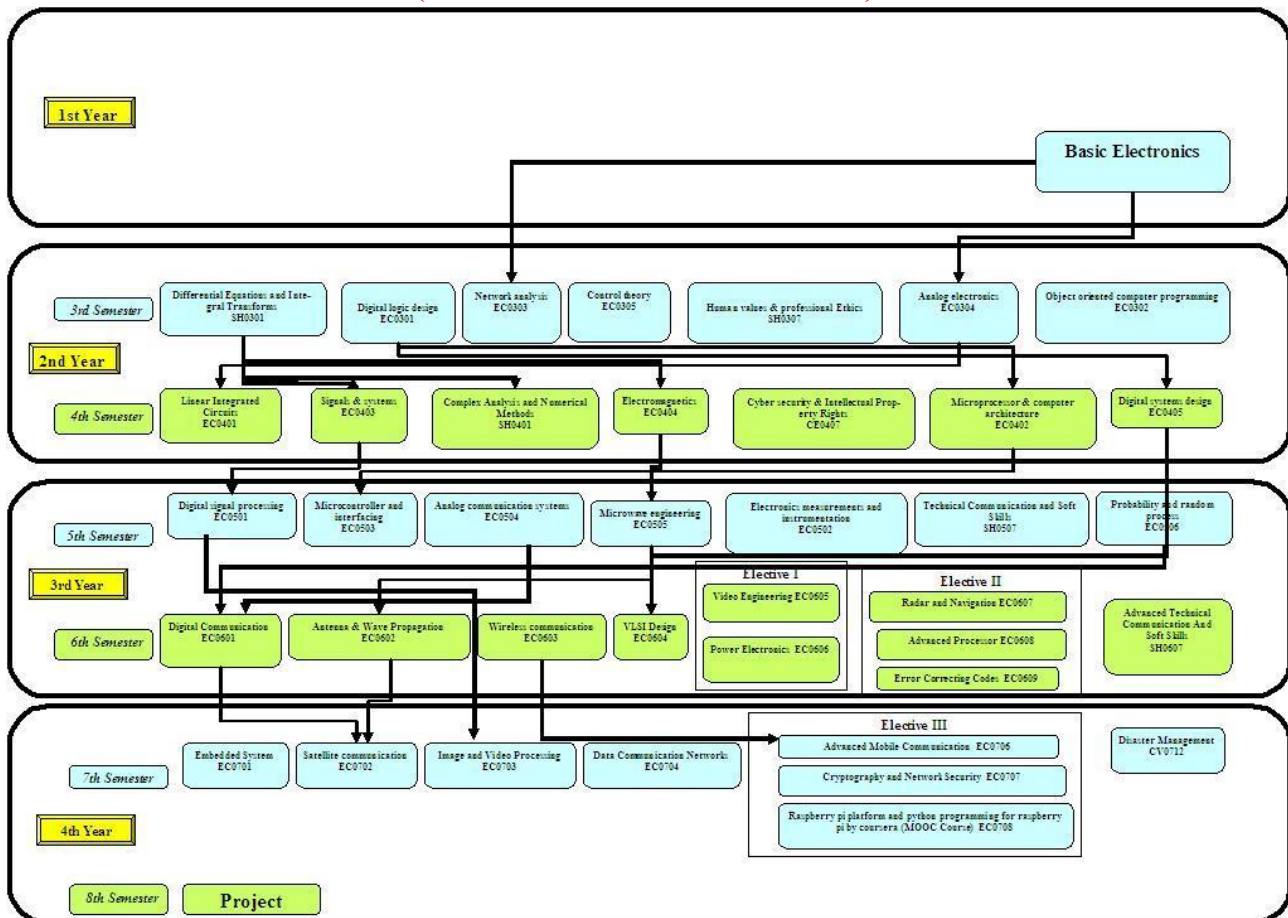 1st Year
Basic Electronics
3rd Semester
Differential Equations and Inte-
gral Transforms
SH0301
Digital logic design
EC0301
Network analysis
EC0303
Control theory
EC0305
Human values & professional Ethics
SH0307
Analog electronics
EC0304
Object oriented computer programming
EC0302
2nd Year
4th Semester
Linear Integrated
Circuits
EC0401
Signals & systems
EC0403
Complex Analysis and Numerical
Methods
SH0401
Electromagnetics
EC0404
Cyber security & Intellectual Prop-
erty Rights
CE0407
Microprocessor & computer
architecture
EC0402
Digital systems design
EC0405
5th Semester
Digital signal processing
EC0501
Microcontroller and
interfacing
EC0503
Analog communication systems
EC0504
Microwave engineering
EC0505
Electronics measurements and
instrumentation
EC0502
Technical Communication and Soft
Skills
SH0507
Probability and random
process
3rd Year
6th Semester
Digital Communication
EC0601
Antenna & Wave Propagation
EC0602
Wireless communication
EC0603
VLSI Design
EC0604
Elective I
Video Engineering EC0605
Power Electronics EC0606
Elective II
Radar and Navigation EC0607
Advanced Processor EC0608
Error Correcting Codes EC0609
Advanced Technical
Communication And
Soft Skills
SH0607
7th Semester
Embedded System
EC0701
Satellite communication
EC0702
Image and Video Processing
EC0703
Data Communication Networks
EC0704
Elective III
Advanced Mobile Communication EC0706
Cryptography and Network Security EC0707
Raspberry pi platform and python programming for raspberry
pi by coursera (MOOC Course) EC0708
Disaster Management
CV0712
4th Year
8th Semester
Project